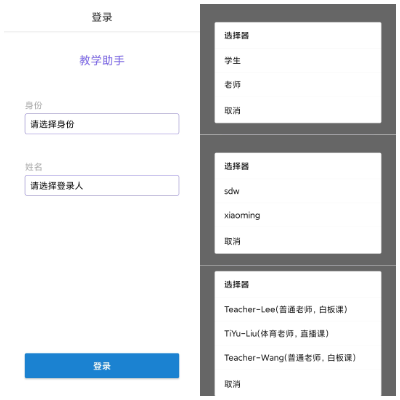 登录
教学助手
身份
请选择身份
姓名
请选择登录人
登录
选择器
学生
老师
取消
选择器
sdw
xiaoming
取消
选择器
Teacher-Lee(普通老师, 白板课)
TiYu-Liu(体育老师, 直播课)
Teacher-Wang(普通老师, 白板课)
取消